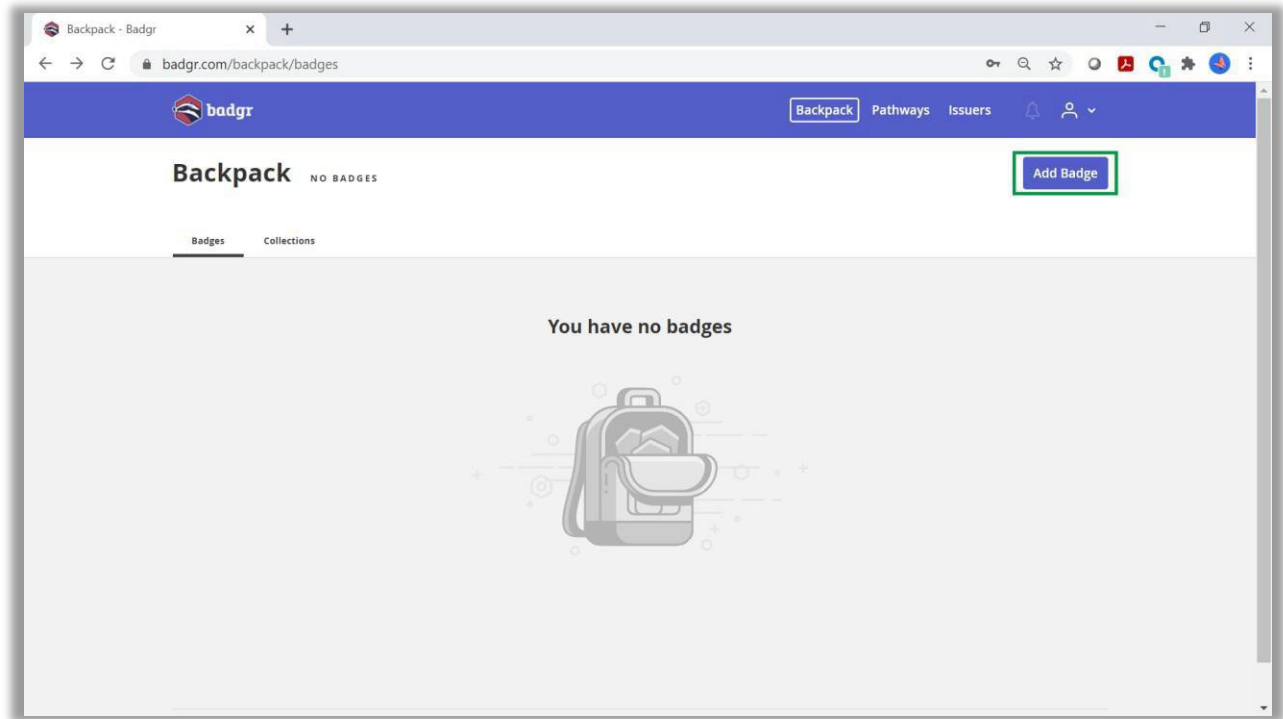 Backpack - Badgr
badgr.com/backpack/badges
badgr
Backpack Pathways Issuers
Backpack NO BADGES
Add Badge
Badges Collections
You have no badges